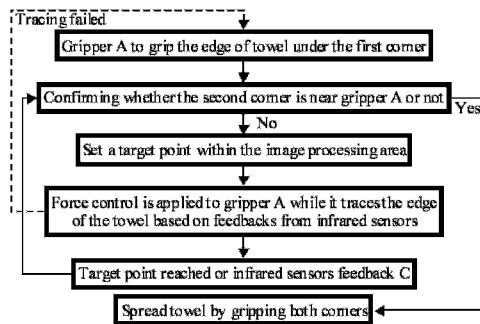 Tracing failed
Gripper A to grip the edge of towel under the first corner
Confirming whether the second corner is near gripper A or not
Yes
No
Set a target point within the image processing area
Force control is applied to gripper A while it traces the edge
of the towel based on feedbacks from infrared sensors
Target point reached or infrared sensors feedback C
Spread towel by gripping both corners